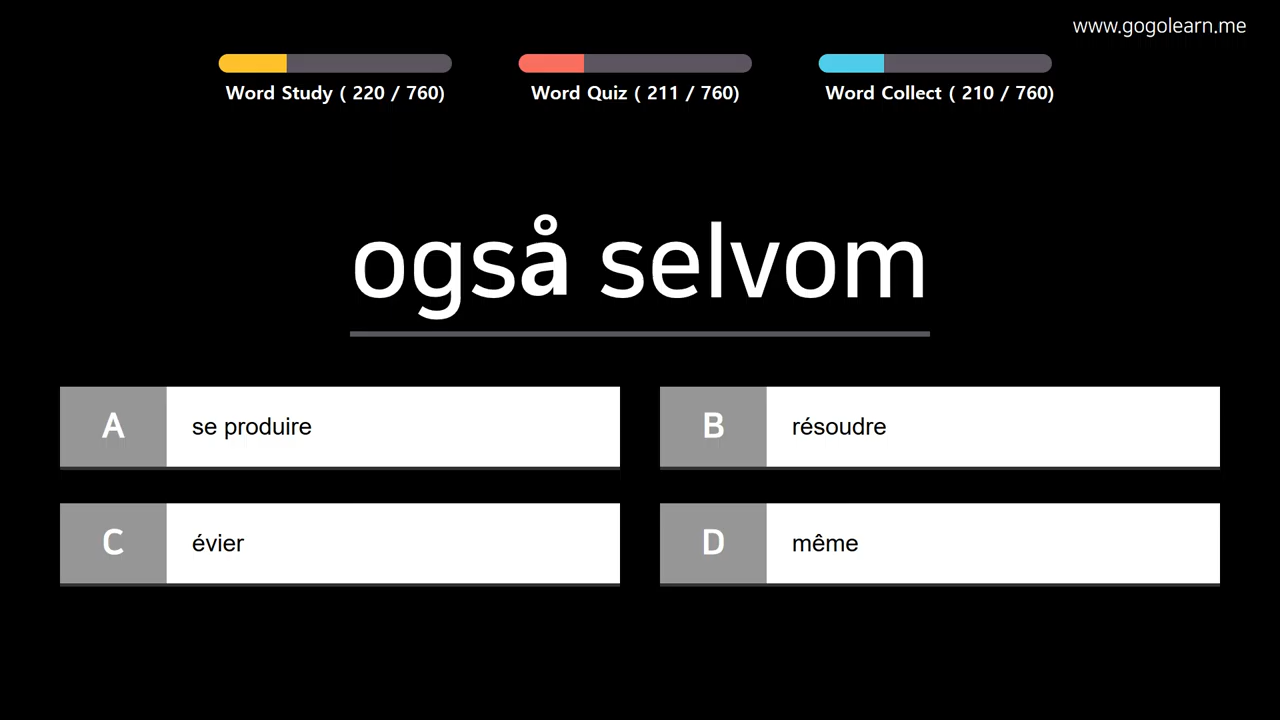 www.gogolearn.me
Word Study ( 220 / 760)
Word Quiz ( 211 / 760)
Word Collect ( 210 / 760)
også selvom
A
se produire
B
résoudre
C
évier
D
même